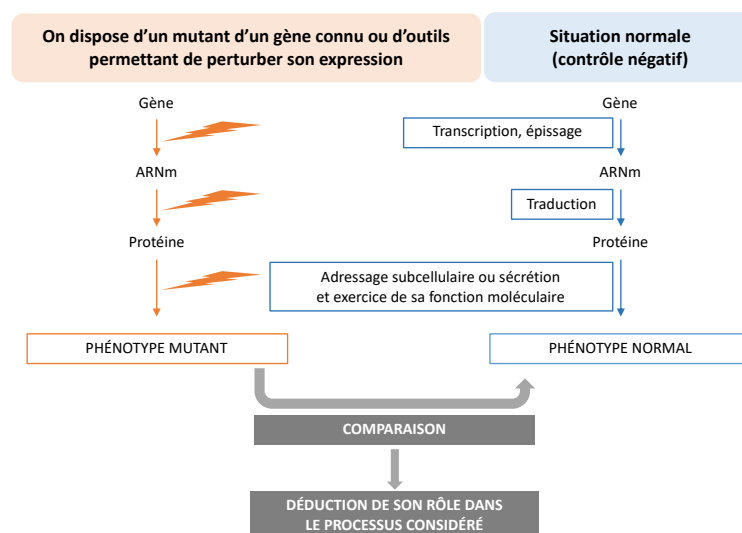 On dispose d’un mutant d’un gène connu ou d’outils
permettant de perturber son expression
Situation normale
(contrôle négatif)
Gène
Gène
Transcription, épissage
ARNm
ARNm
Traduction
Protéine
Protéine
Adressage subcellulaire ou sécrétion
et exercice de sa fonction moléculaire
PHÉNOTYPE MUTANT
PHÉNOTYPE NORMAL
COMPARAISON
DÉDUCTION DE SON RÔLE DANS
LE PROCESSUS CONSIDÉRÉ